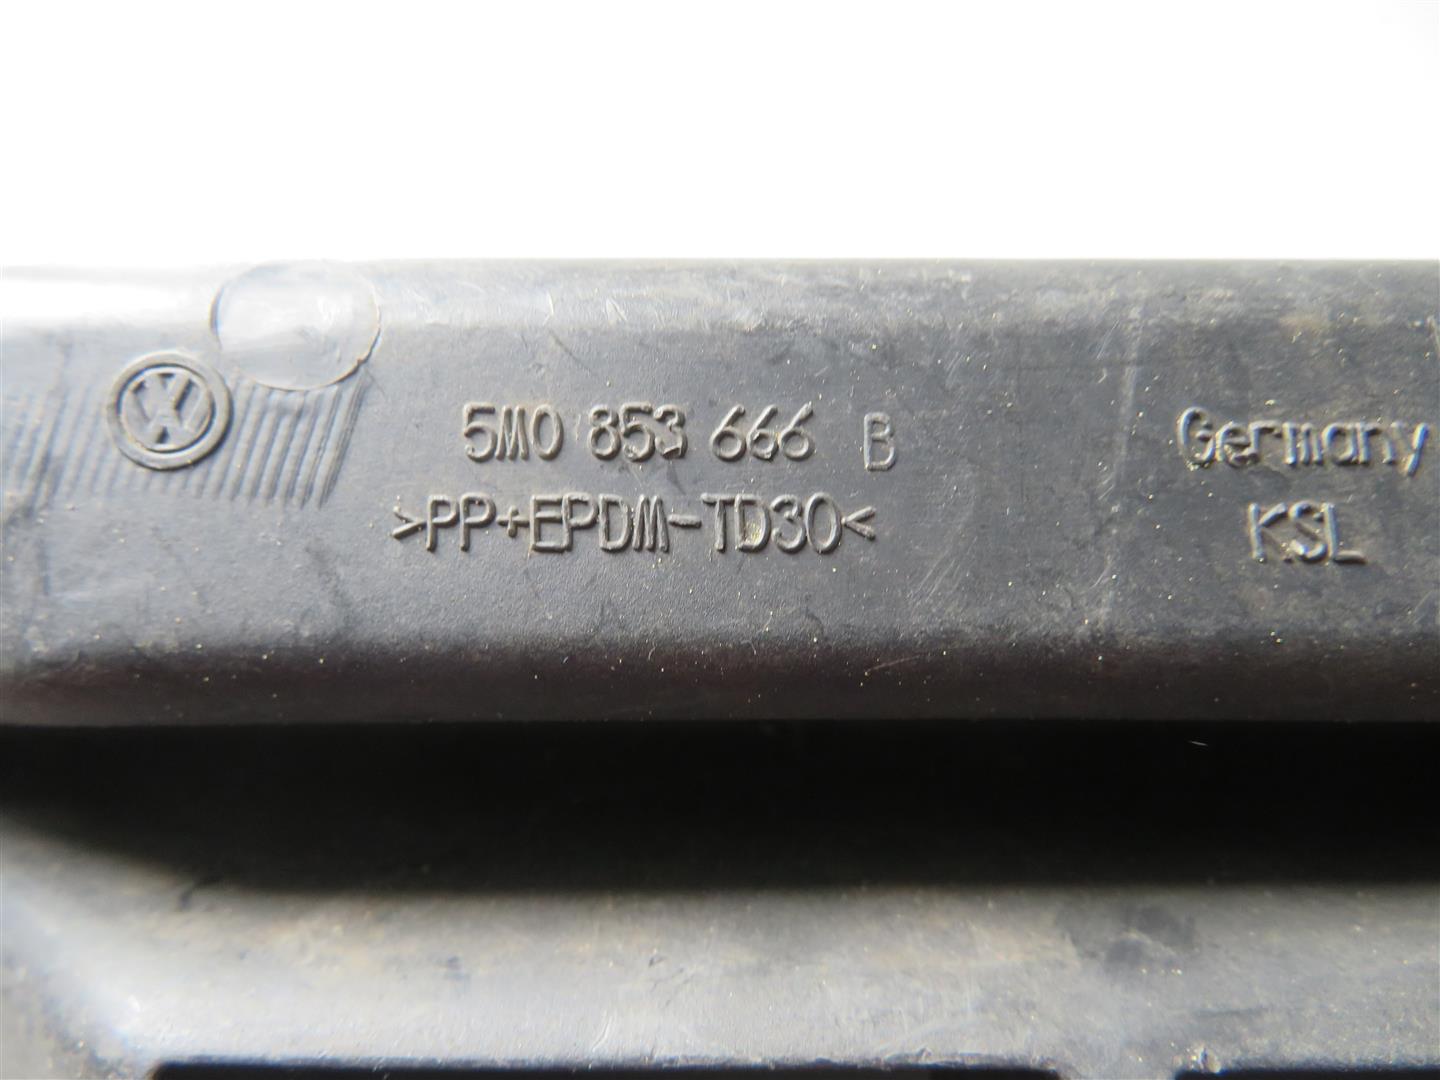 5M0 853 666 B
>PP+EPDM-TD30<
Germany
KSL